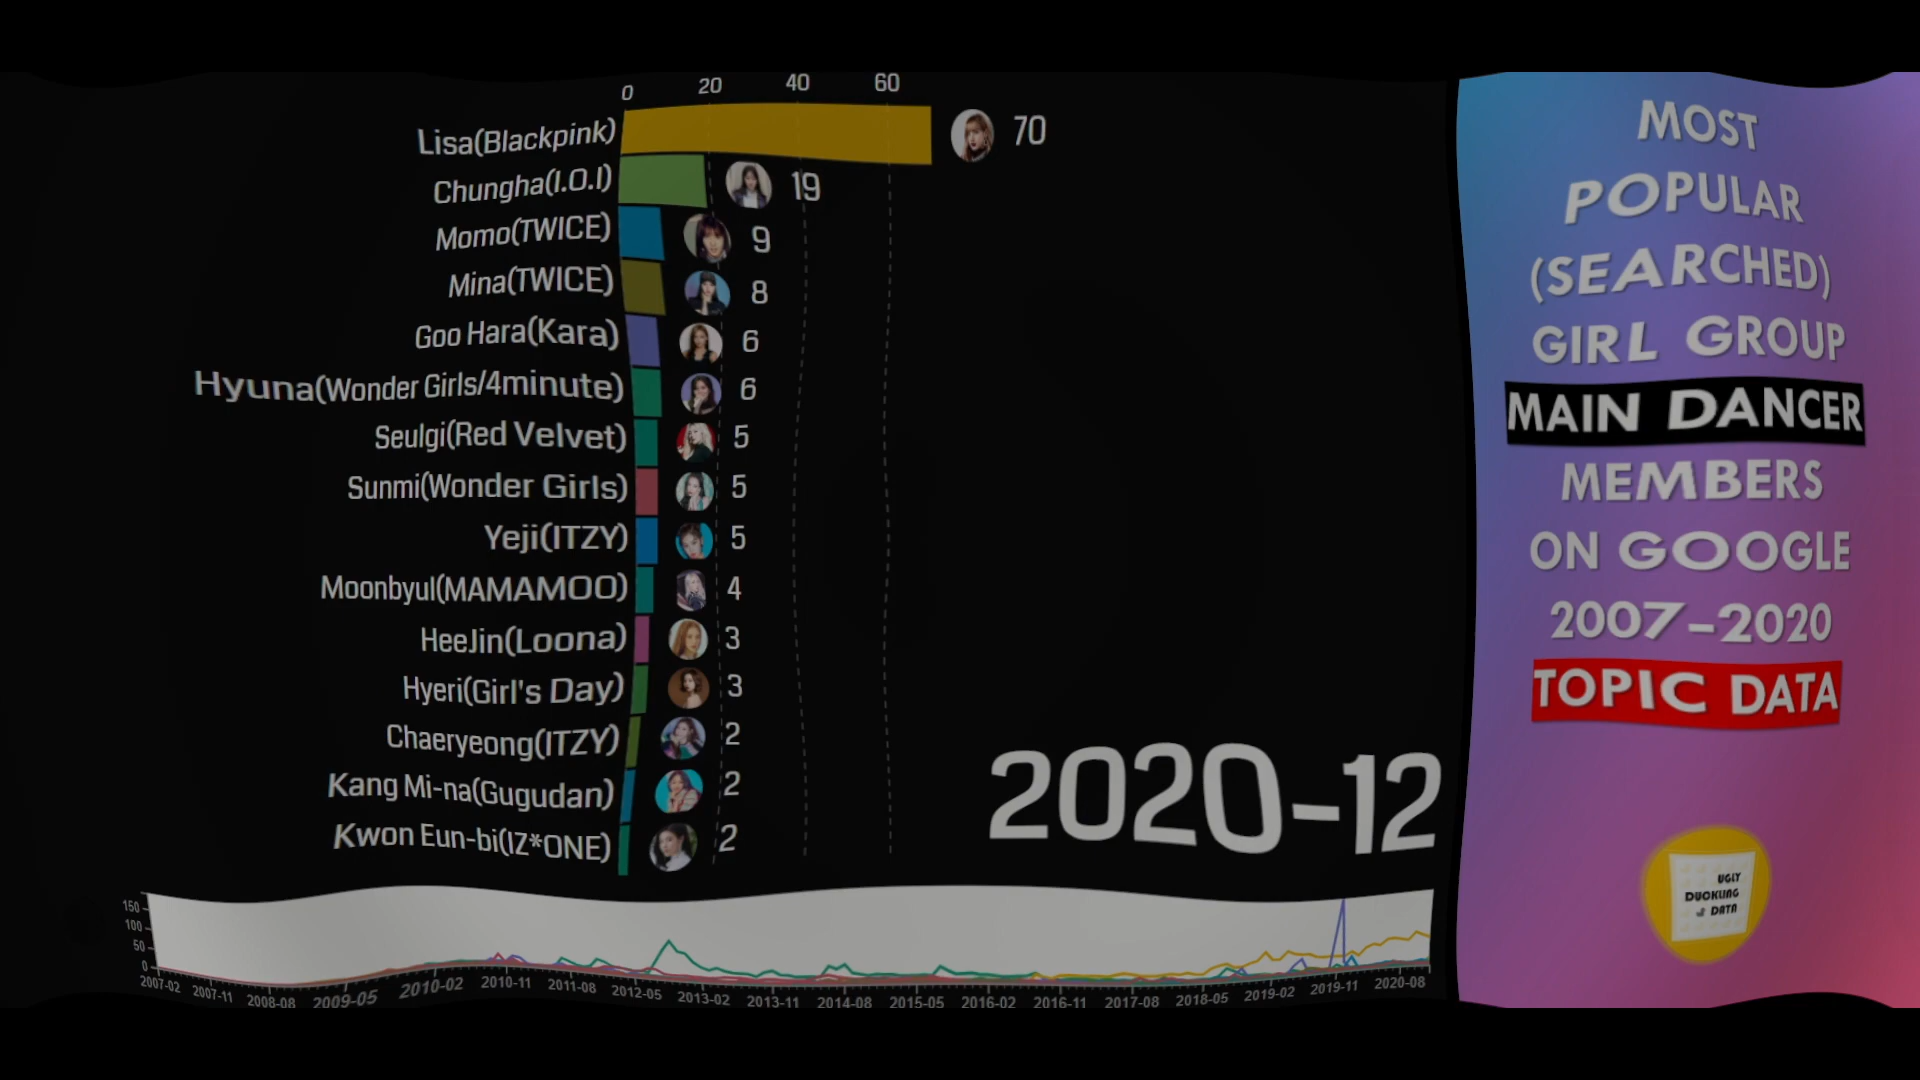 0 20 40 60
Lisa(Blackpink) 70
Chungha(I.O.I) 19
Momo(TWICE) 9
Mina(TWICE) 8
Goo Hara(Kara) 6
Hyuna(Wonder Girls/4minute) 6
Seulgi(Red Velvet) 5
Sunmi(Wonder Girls) 5
Yeji(ITZY) 5
Moonbyul(MAMAMOO) 4
HeeJin(Loona) 3
Hyeri(Girl's Day) 3
Chaeryeong(ITZY) 2
Kang Mi-na(Gugudan) 2
Kwon Eun-bi(IZ*ONE) 2
2020-12
150
100
50
0
2007-02 2007-11 2008-08 2009-05 2010-02 2010-11 2011-08 2012-05 2013-02 2013-11 2014-08 2015-05 2016-02 2016-11 2017-08 2018-05 2019-02 2019-11 2020-08
MOST
POPULAR
(SEARCHED)
GIRL GROUP
MAIN DANCER
MEMBERS
ON GOOGLE
2007-2020
TOPIC DATA
UGLY
DUCKLING
of DATA